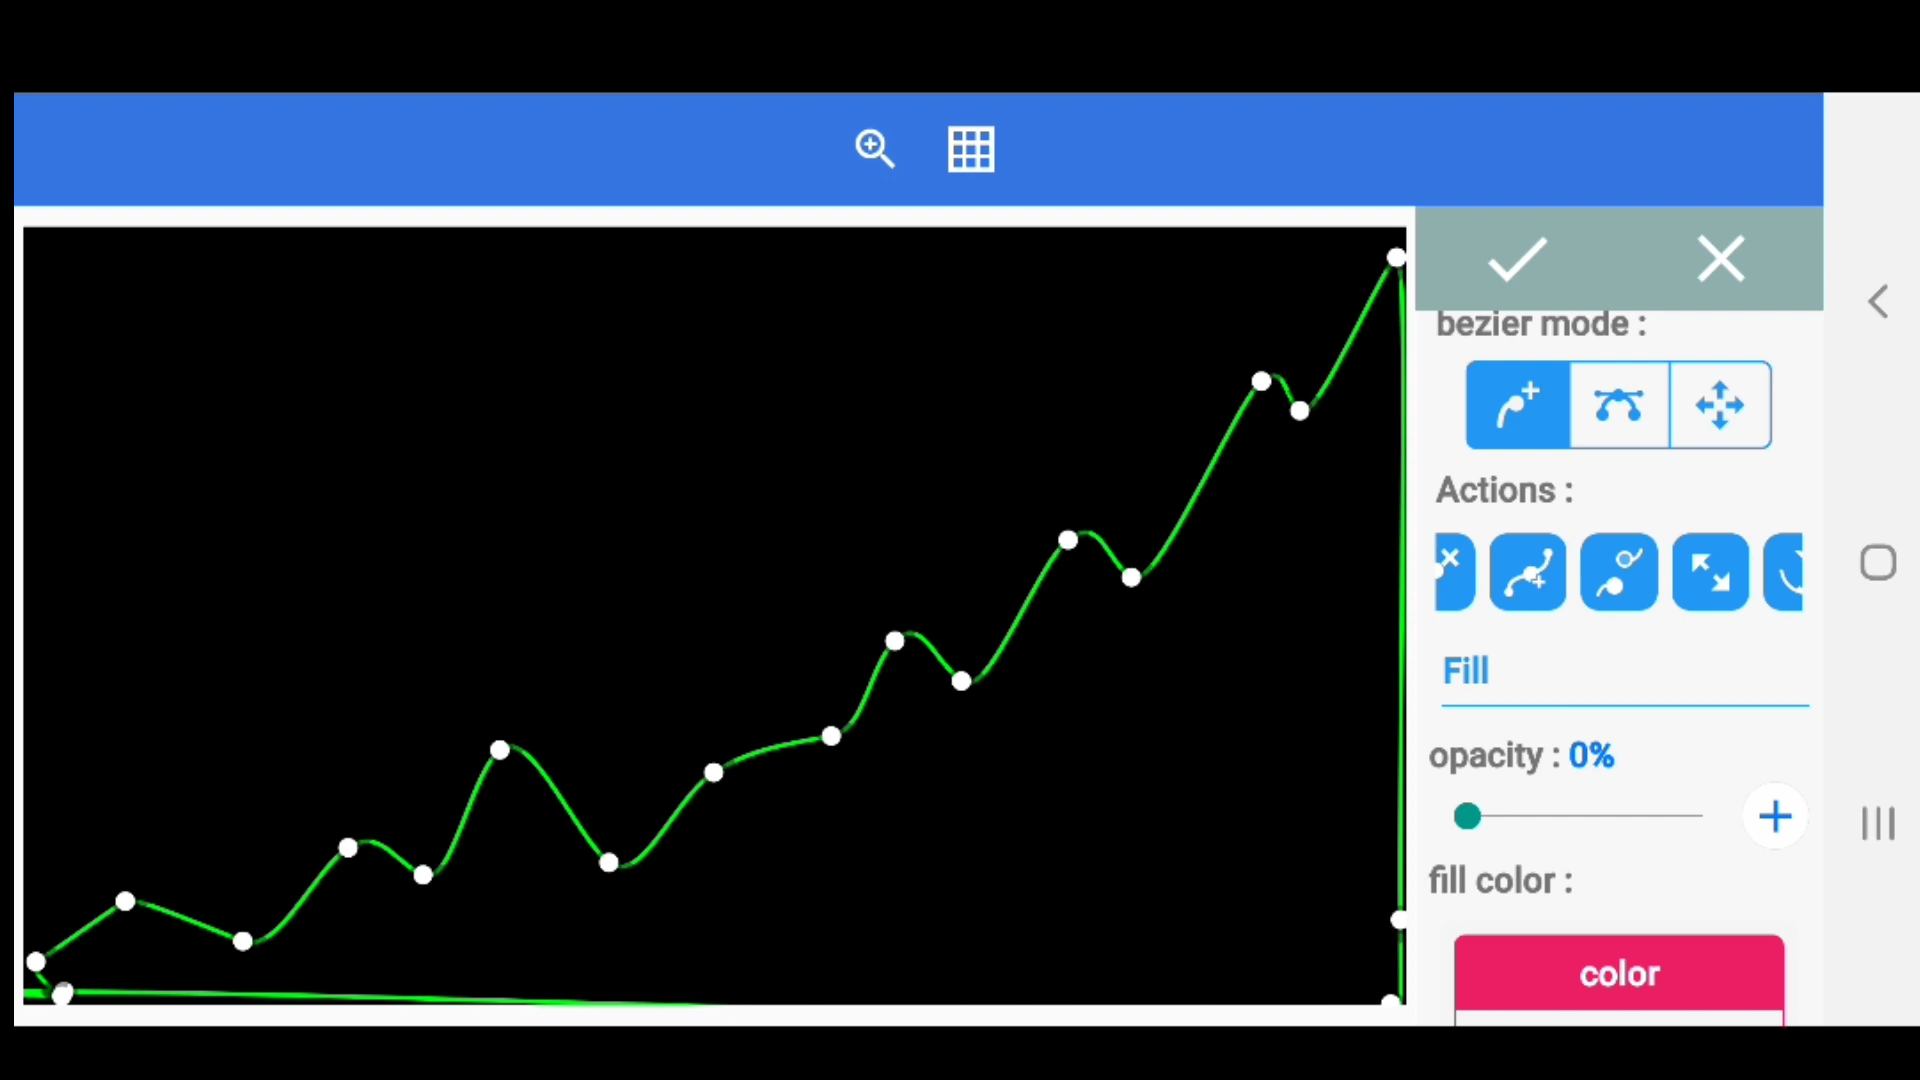 bezier mode :
Actions :
Fill
opacity : 0%
fill color :
color